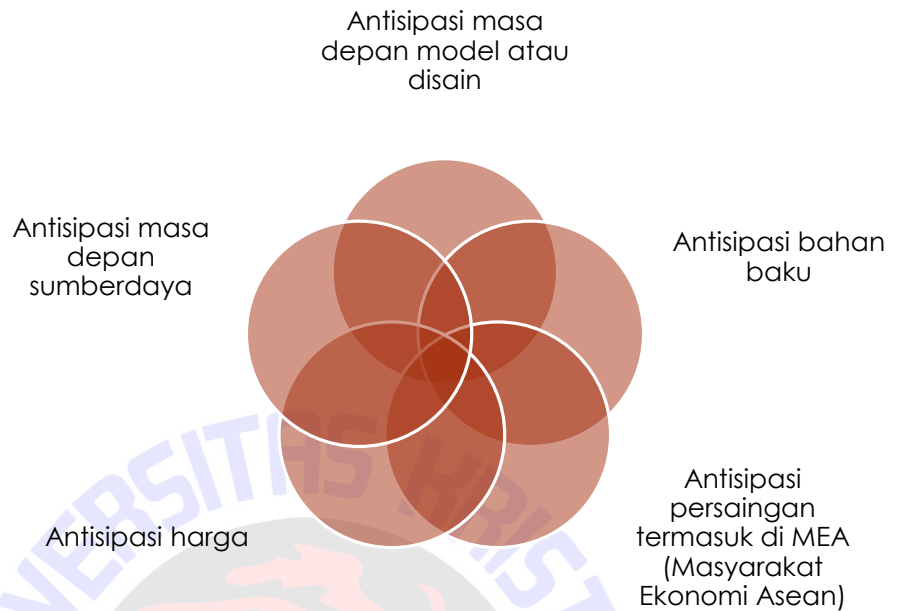 Antisipasi masa
depan model atau
disain
Antisipasi masa
depan
sumberdaya
Antisipasi bahan
baku
Antisipasi harga
Antisipasi
persaingan
termasuk di MEA
(Masyarakat
Ekonomi Asean)